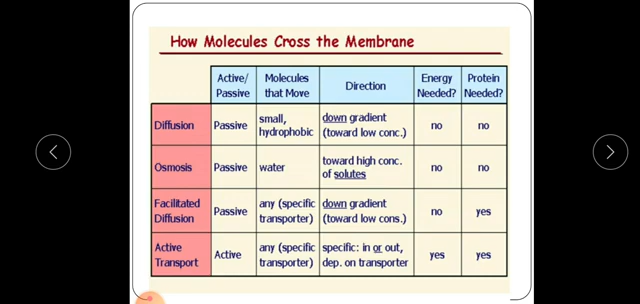 How Molecules Cross the Membrane
Active/ Molecules Direction Energy Protein
Passive that Move Needed? Needed?
Diffusion Passive small, down gradient no no
hydrophobic (toward low conc.)
Osmosis Passive water toward high conc. no no
of solutes
Facilitated Passive any (specific down gradient no yes
Diffusion transporter) (toward low cons.)
Active Active any (specific specific: in or out, yes yes
Transport transporter) dep. on transporter